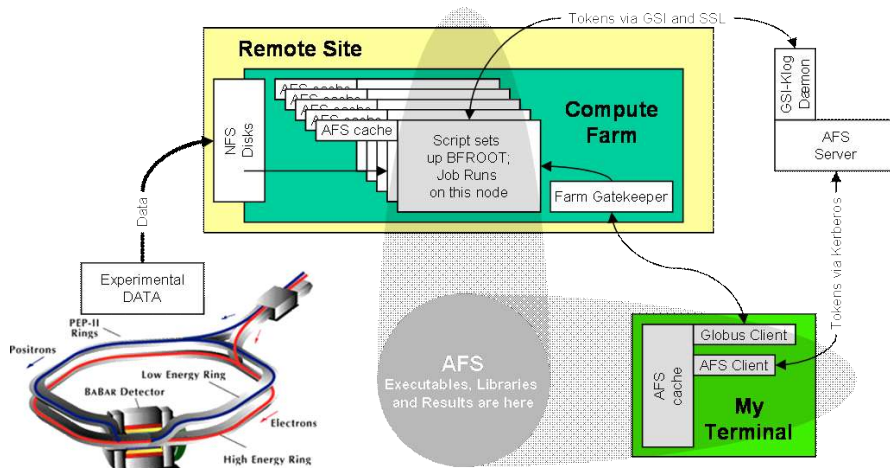 Tokens via GSI and SSL
Remote Site
GSI-Klog
Dæmon
AFS
Server
NFS
Disks
AFS cache
AFS cache
AFS cache
AFS cache
AFS cache
Compute
Farm
Script sets
up BFROOT;
Job Runs
on this node
Farm Gatekeeper
Data
Experimental
DATA
Tokens via Kerberos
PEP-II
Rings
Positrons
Low Energy Ring
BABAR Detector
Electrons
High Energy Ring
AFS
Executables, Libraries
and Results are here
Globus Client
AFS Client
AFS
cache
My
Terminal